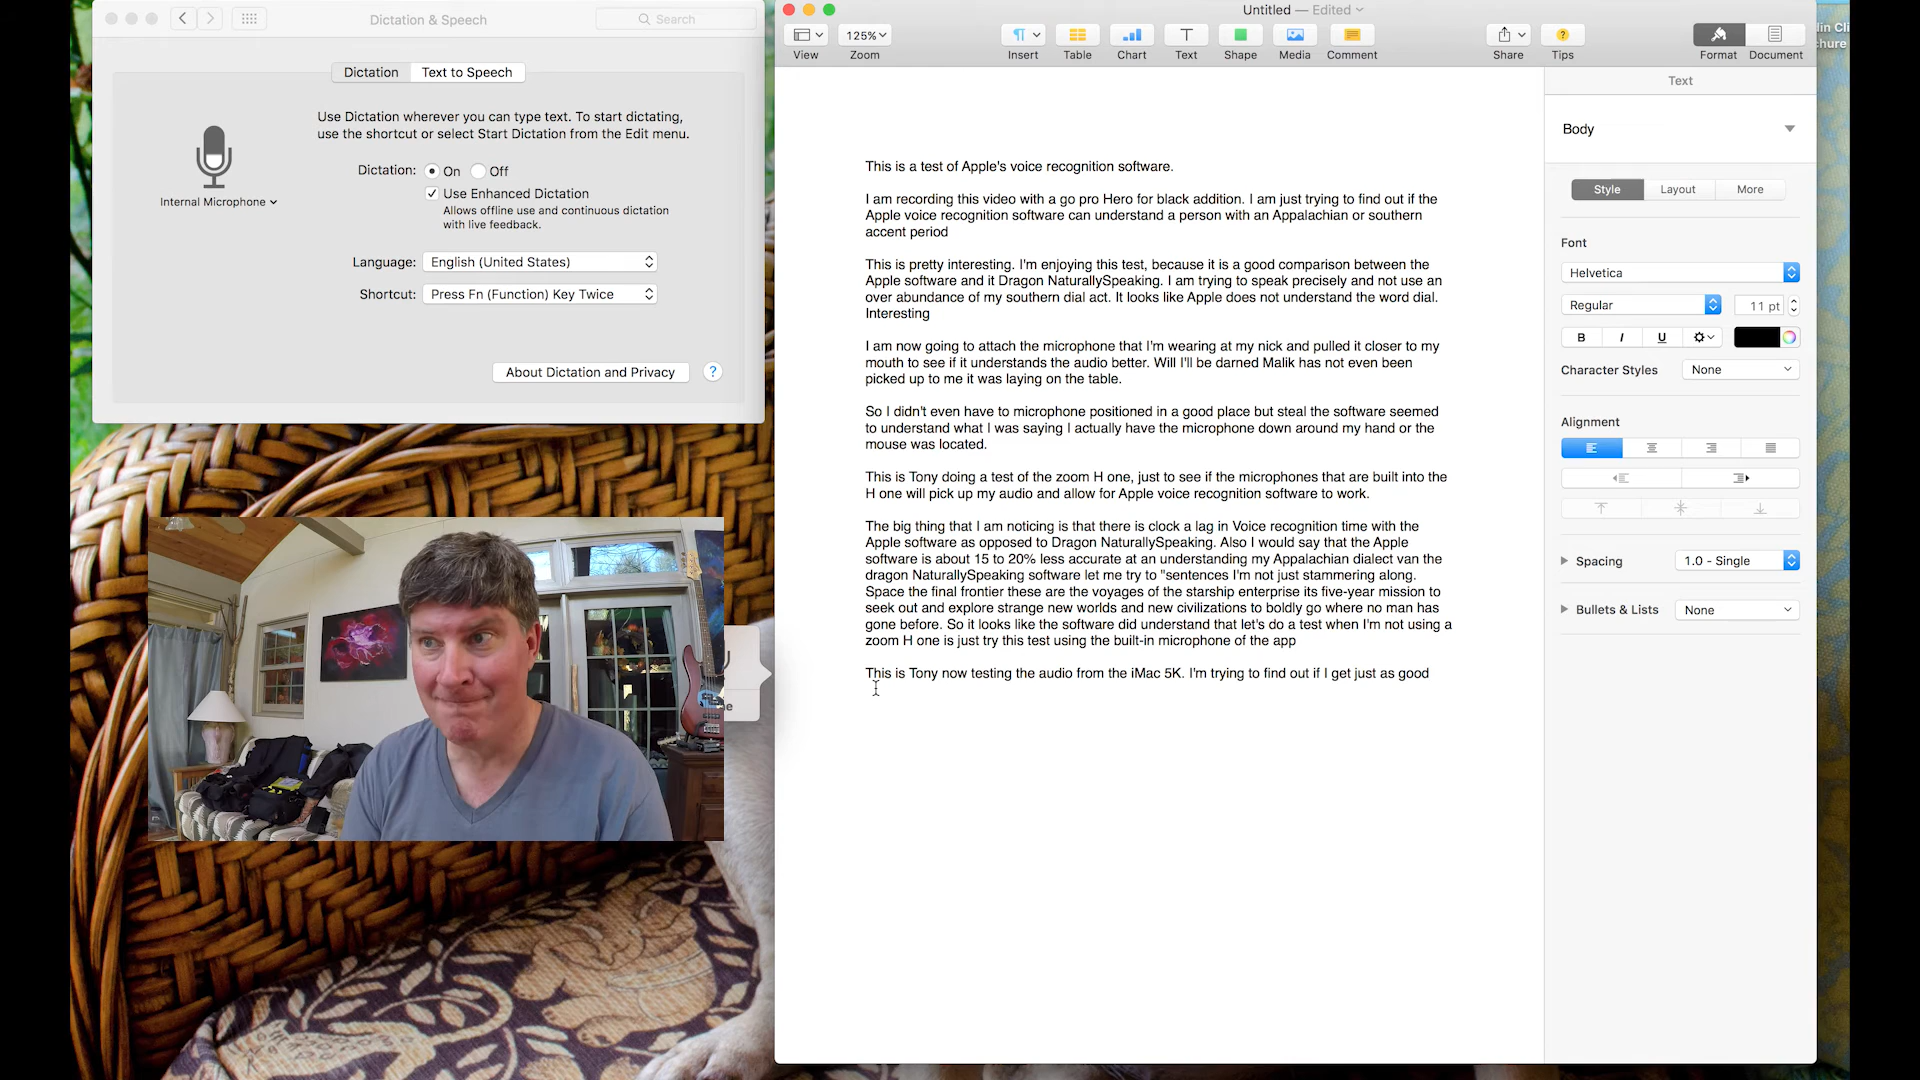 Dictation & Speech
Search
Dictation
Text to Speech
Use Dictation wherever you can type text. To start dictating,
use the shortcut or select Start Dictation from the Edit menu.
Internal Microphone
Dictation:
On
Off
Use Enhanced Dictation
Allows offline use and continuous dictation
with live feedback.
Language:
English (United States)
Shortcut:
Press Fn (Function) Key Twice
About Dictation and Privacy
?
Untitled — Edited
125%
View
Zoom
Insert
Table
Chart
Text
Shape
Media
Comment
Share
Tips
Format
Document
This is a test of Apple's voice recognition software.
I am recording this video with a go pro Hero for black addition. I am just trying to find out if the
Apple voice recognition software can understand a person with an Appalachian or southern
accent period
This is pretty interesting. I'm enjoying this test, because it is a good comparison between the
Apple software and it Dragon NaturallySpeaking. I am trying to speak precisely and not use an
over abundance of my southern dial act. It looks like Apple does not understand the word dial.
Interesting
I am now going to attach the microphone that I'm wearing at my nick and pulled it closer to my
mouth to see if it understands the audio better. Will I'll be darned Malik has not even been
picked up to me it was laying on the table.
So I didn't even have to microphone positioned in a good place but steal the software seemed
to understand what I was saying I actually have the microphone down around my hand or the
mouse was located.
This is Tony doing a test of the zoom H one, just to see if the microphones that are built into the
H one will pick up my audio and allow for Apple voice recognition software to work.
The big thing that I am noticing is that there is clock a lag in Voice recognition time with the
Apple software as opposed to Dragon NaturallySpeaking. Also I would say that the Apple
software is about 15 to 20% less accurate at an understanding my Appalachian dialect van the
dragon NaturallySpeaking software let me try to "sentences I'm not just stammering along.
Space the final frontier these are the voyages of the starship enterprise its five-year mission to
seek out and explore strange new worlds and new civilizations to boldly go where no man has
gone before. So it looks like the software did understand that let's do a test when I'm not using a
zoom H one is just try this test using the built-in microphone of the app
This is Tony now testing the audio from the iMac 5K. I'm trying to find out if I get just as good
Text
Body
Style
Layout
More
Font
Helvetica
Regular
11 pt
B
I
U
Character Styles
None
Alignment
Spacing
1.0 - Single
Bullets & Lists
None